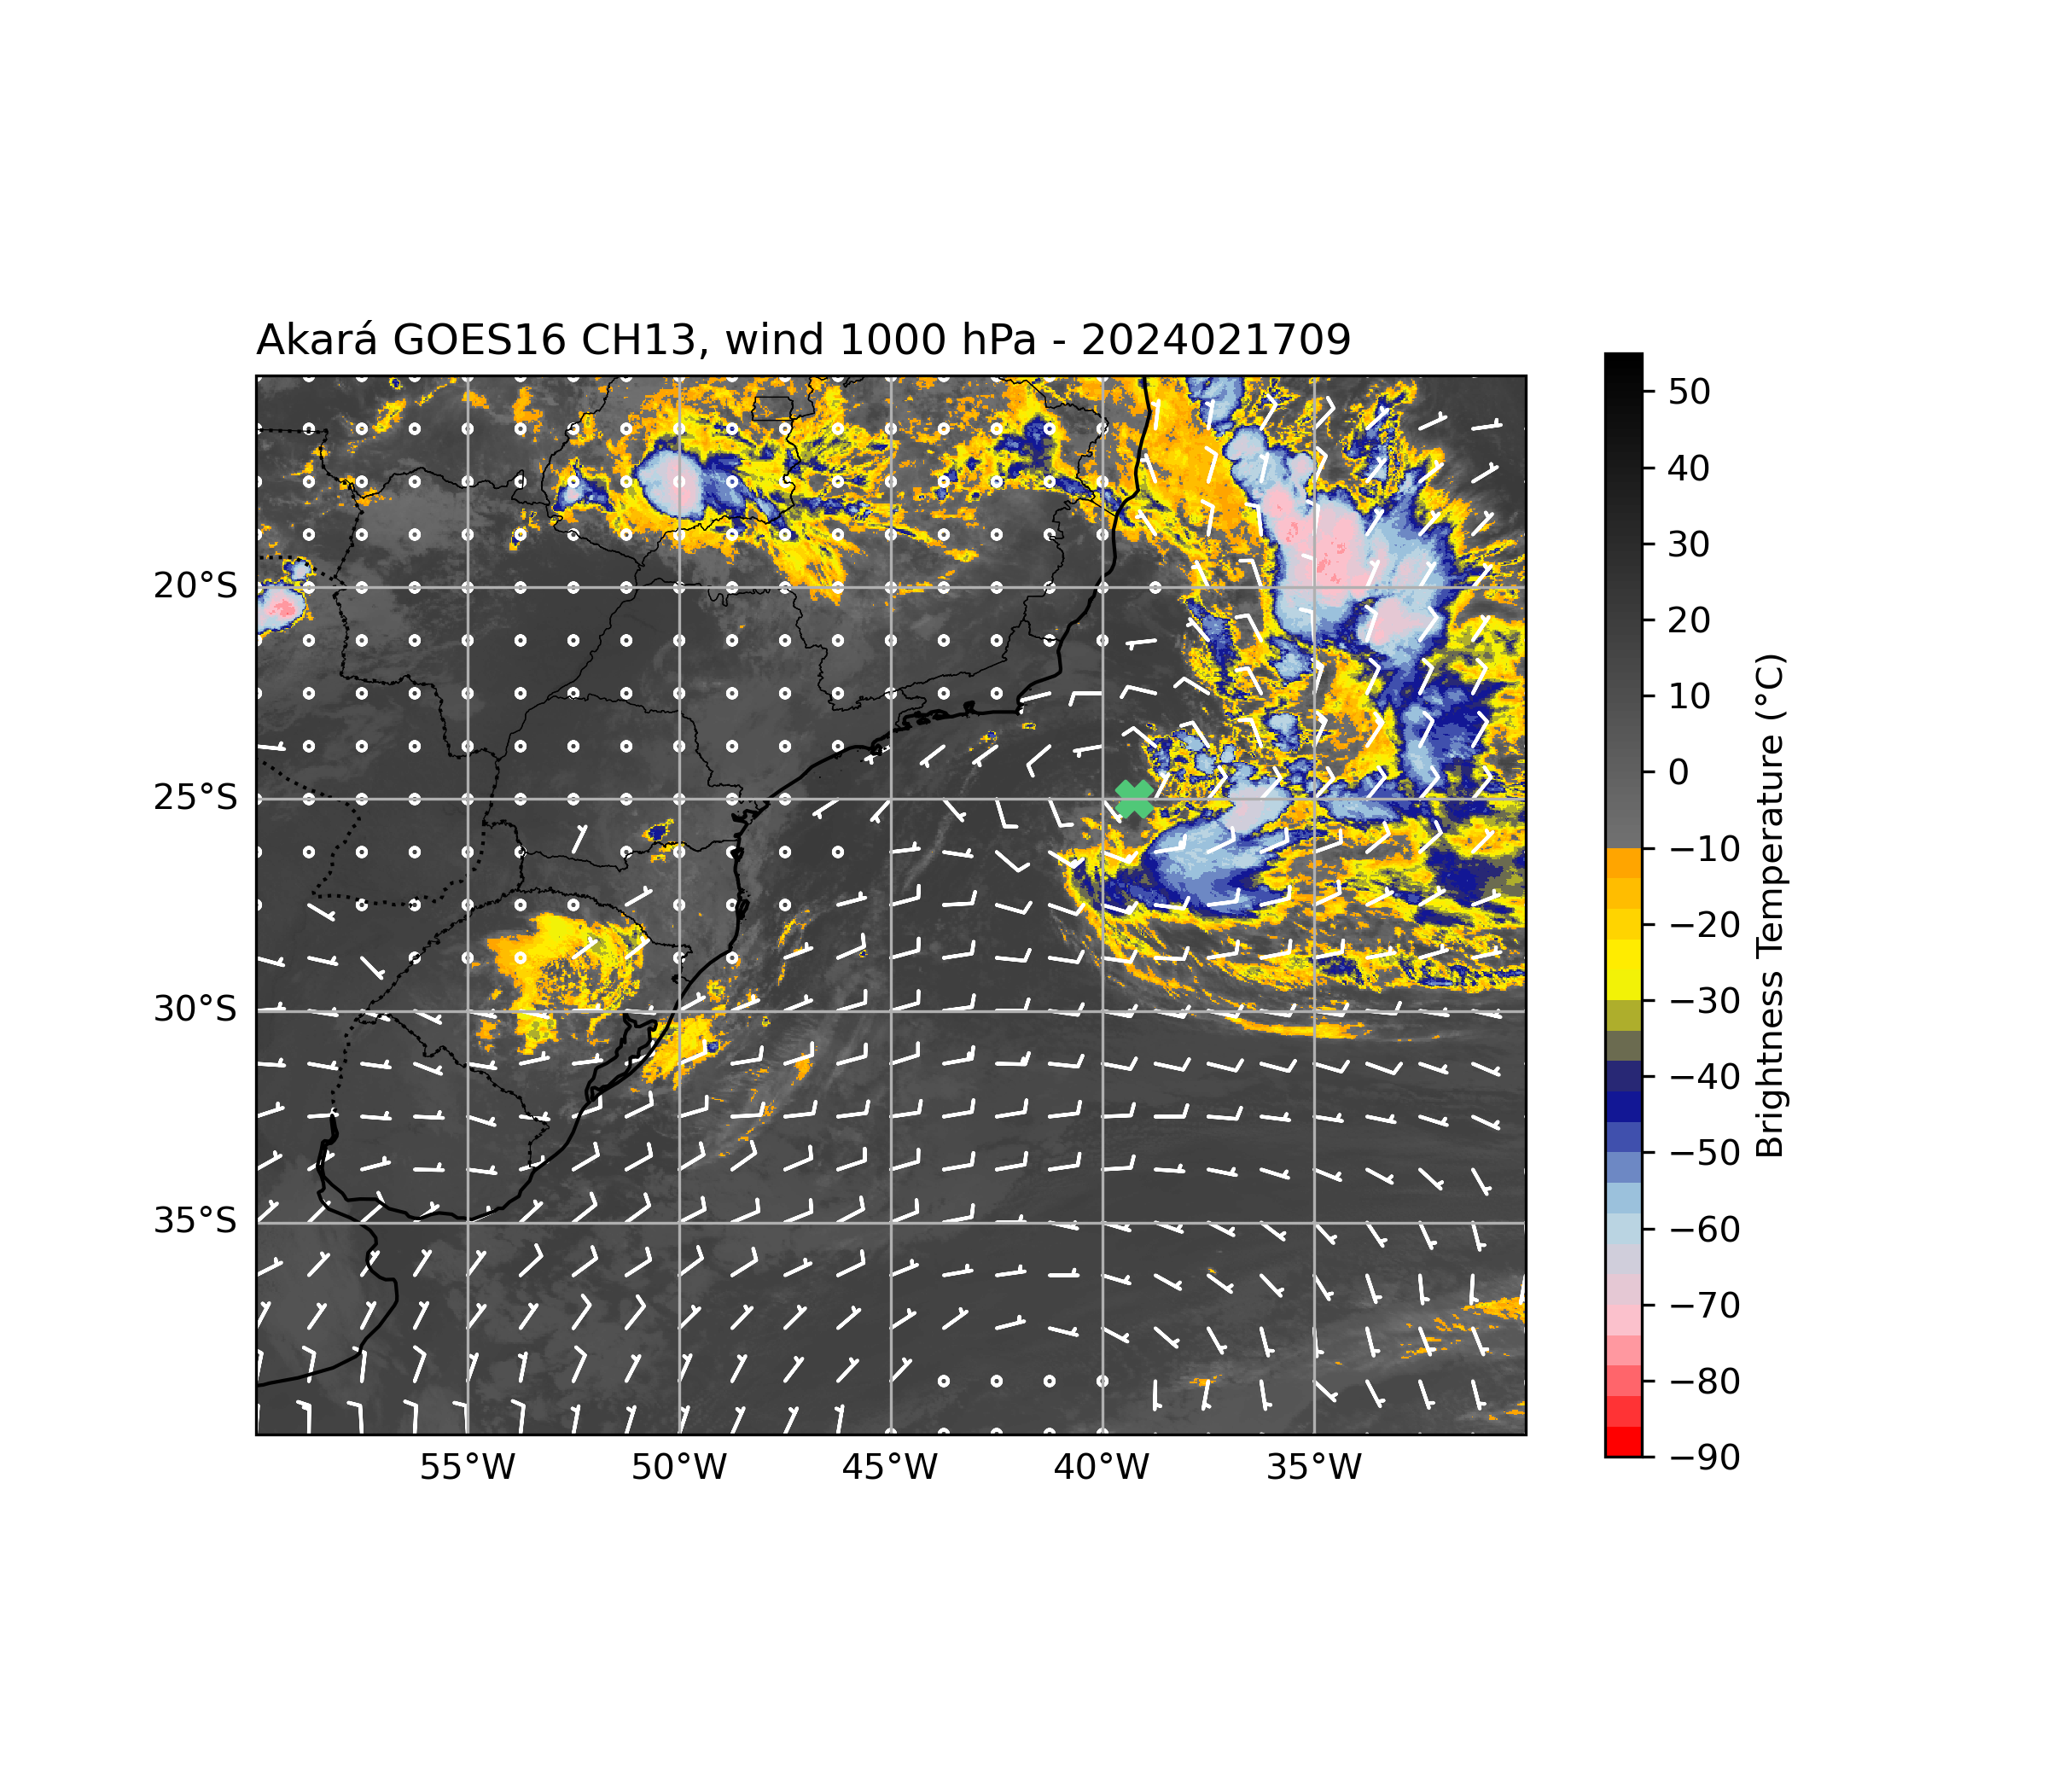 Akará GOES16 CH13, wind 1000 hPa - 2024021709
20°S
25°S
30°S
35°S
55°W
50°W
45°W
40°W
35°W
50
40
30
20
10
0
−10
−20
−30
−40
−50
−60
−70
−80
−90
Brightness Temperature (°C)